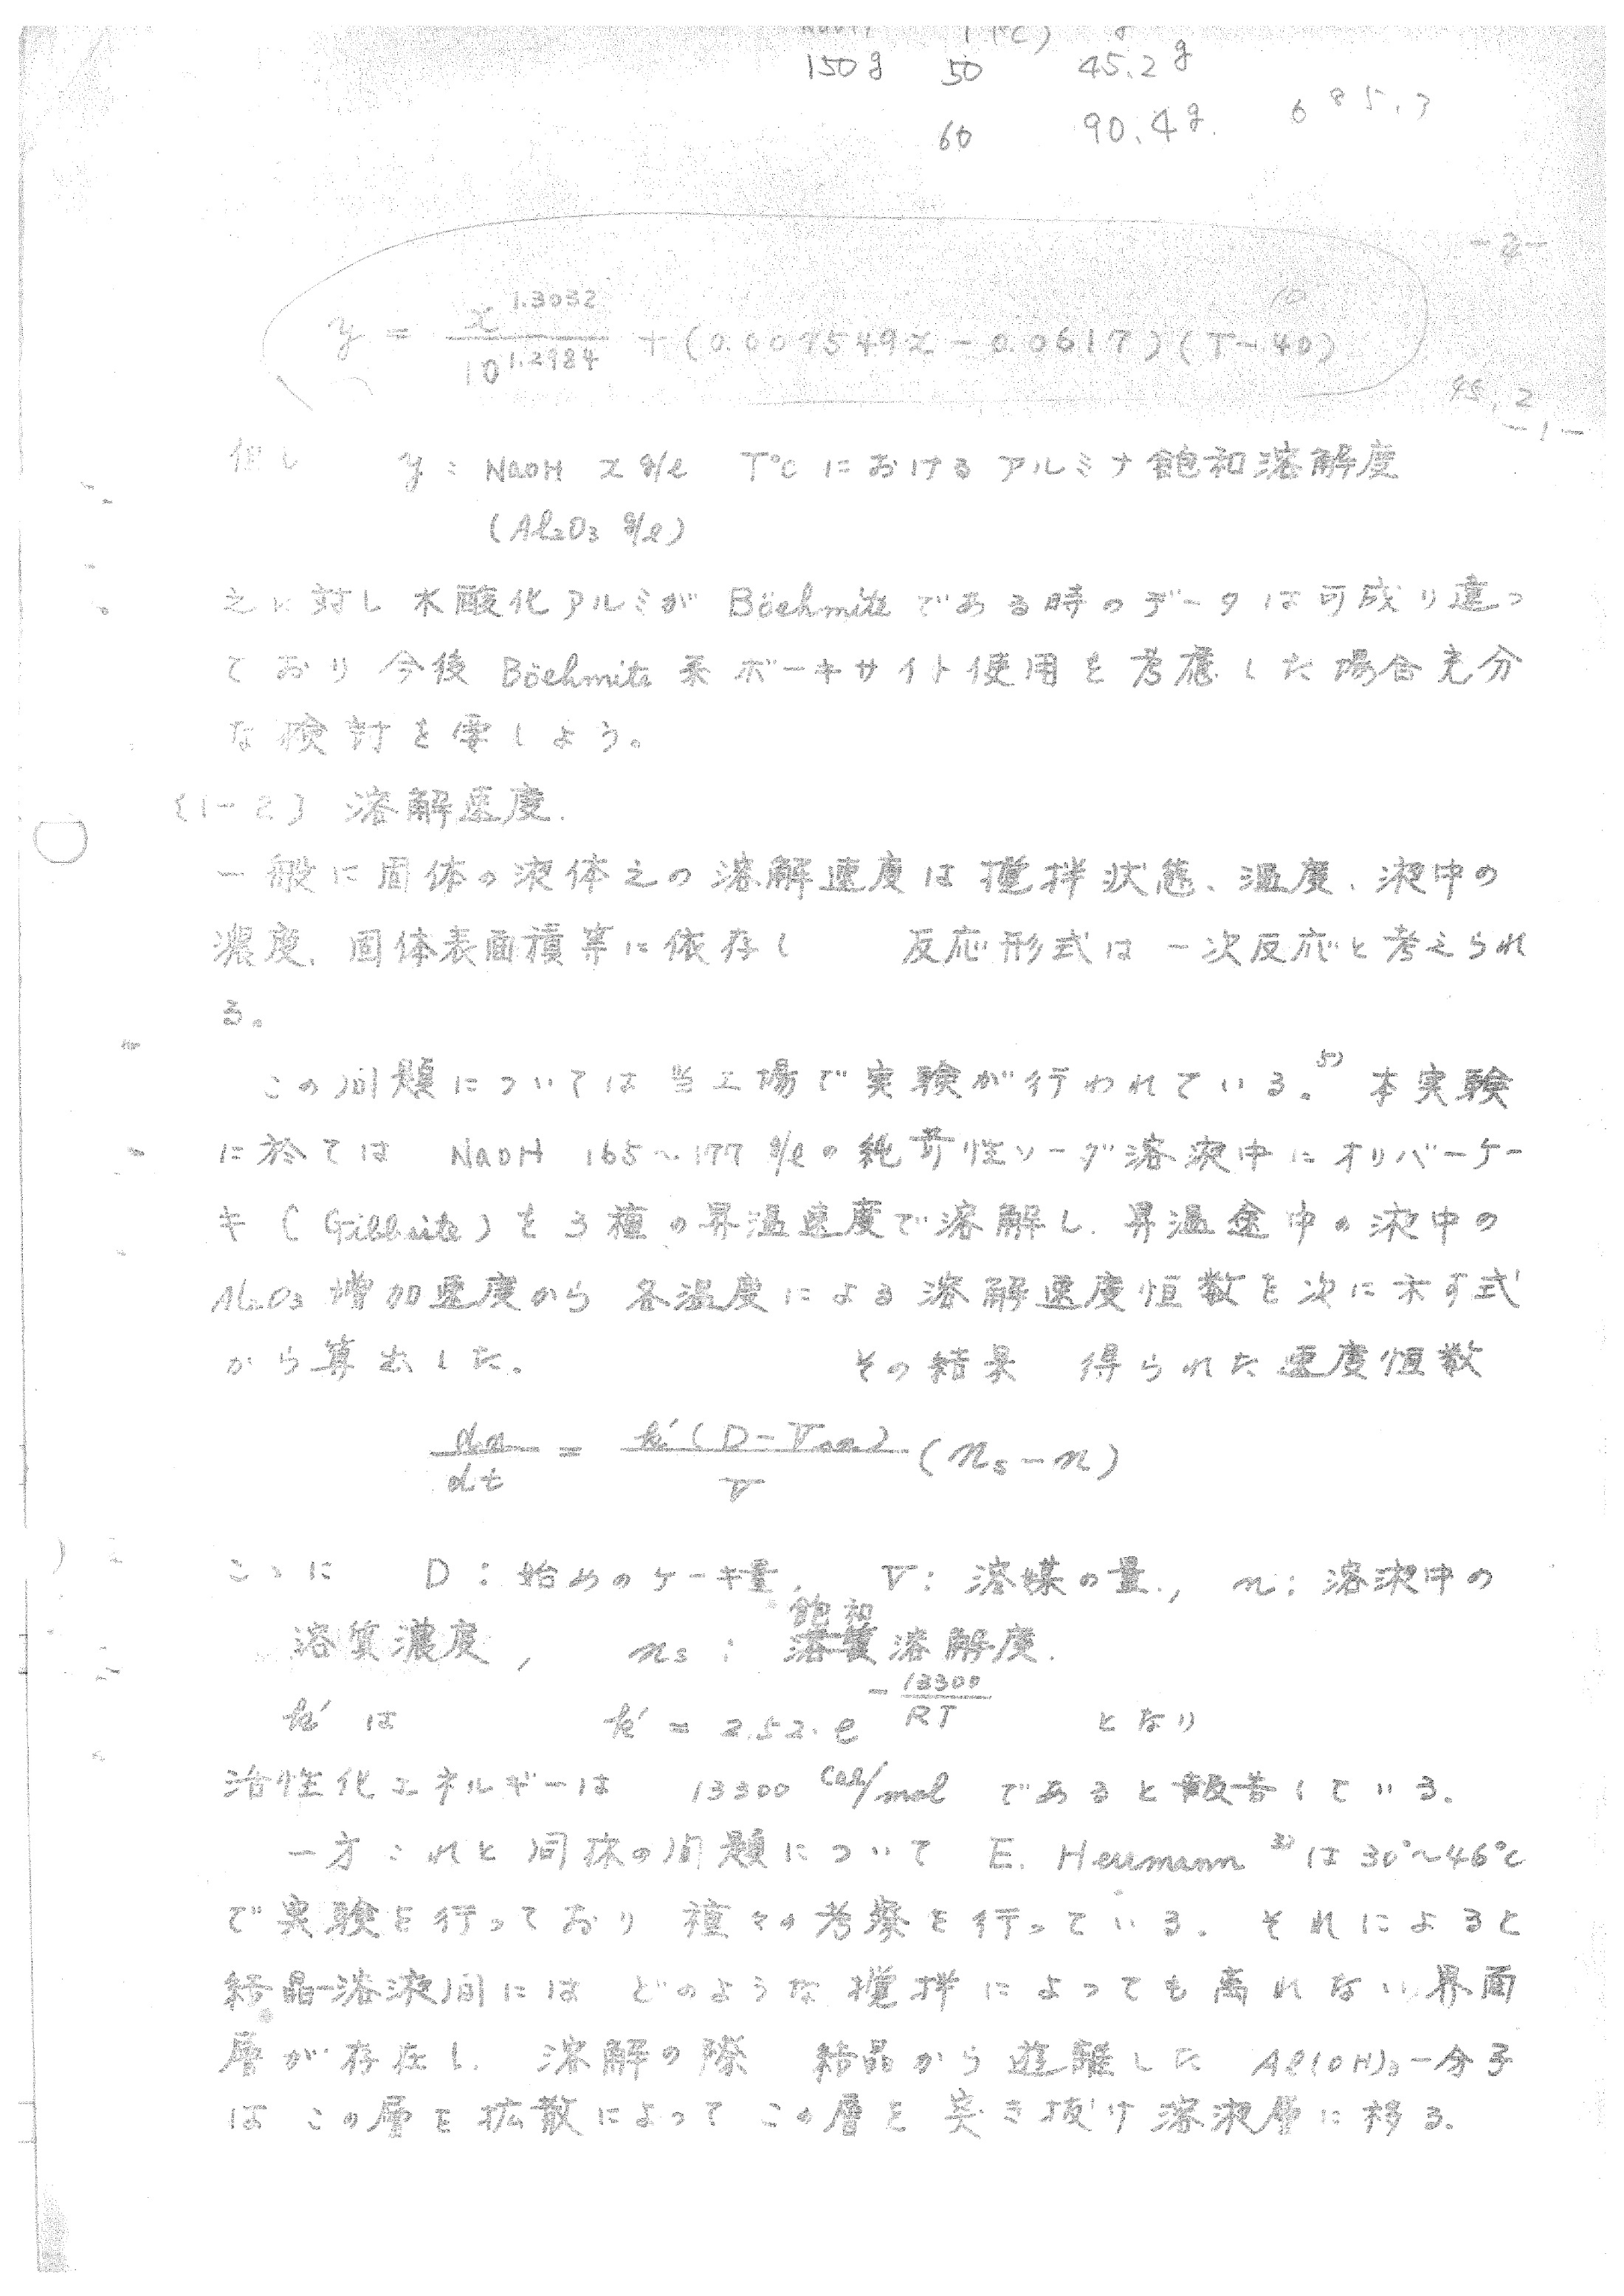 150g 50 45.2g
60 90.4g.
-2-
y = x^1.3032 / 10^1.2984 + (0.009549x - 0.0617)(T-40)
45.2
-1-
但し y: NaOH x g/l T℃ における アルミナ飽和溶解度
(Al₂O₃ g/l)
之に対し 水酸化アルミが Böehmite である時のデータは可成り違っ
ており 今後 Böehmite 系ボーキサイト使用を考慮した場合充分
な検討を要しよう。
(1-2) 溶解速度.
一般に固体の液体之の溶解速度は攪拌状態、温度、液中の
濃度、固体表面積等に依存し 反応形式は一次反応と考えられ
る。
この問題については当工場で実験が行われている。⁵⁾ 本実験
に於ては NaOH 165~177 g/lの純苛性ソーダ溶液中にオリバーケー
キ(Gibbsite)を3種の昇温速度で溶解し、昇温途中の液中の
Al₂O₃増加速度から 各温度による溶解速度恒数を次に示す式
から算出した。 その結果 得られた速度恒数
dn/dt = k'(D-Vn)/V (nₛ-n)
ここに D: 始めのケーキ量, V: 溶媒の量, n: 溶液中の
溶質濃度, nₛ: 飽和溶解度.
k'は k' = 2.52·e^(-13300/RT) となり
活性化エネルギーは 13300 cal/mol であると報告している.
一方これと同様の問題について E. Herrmann ³⁾は30°~46℃
で実験を行っており 種々の考察を行っている. それによると
結晶-溶液間には どのような攪拌によっても離れない界面
層が存在し. 溶解の際 結晶から遊離した Al(OH)₃一分子
は この層を拡散によって この層を突き抜け溶液層に移る.